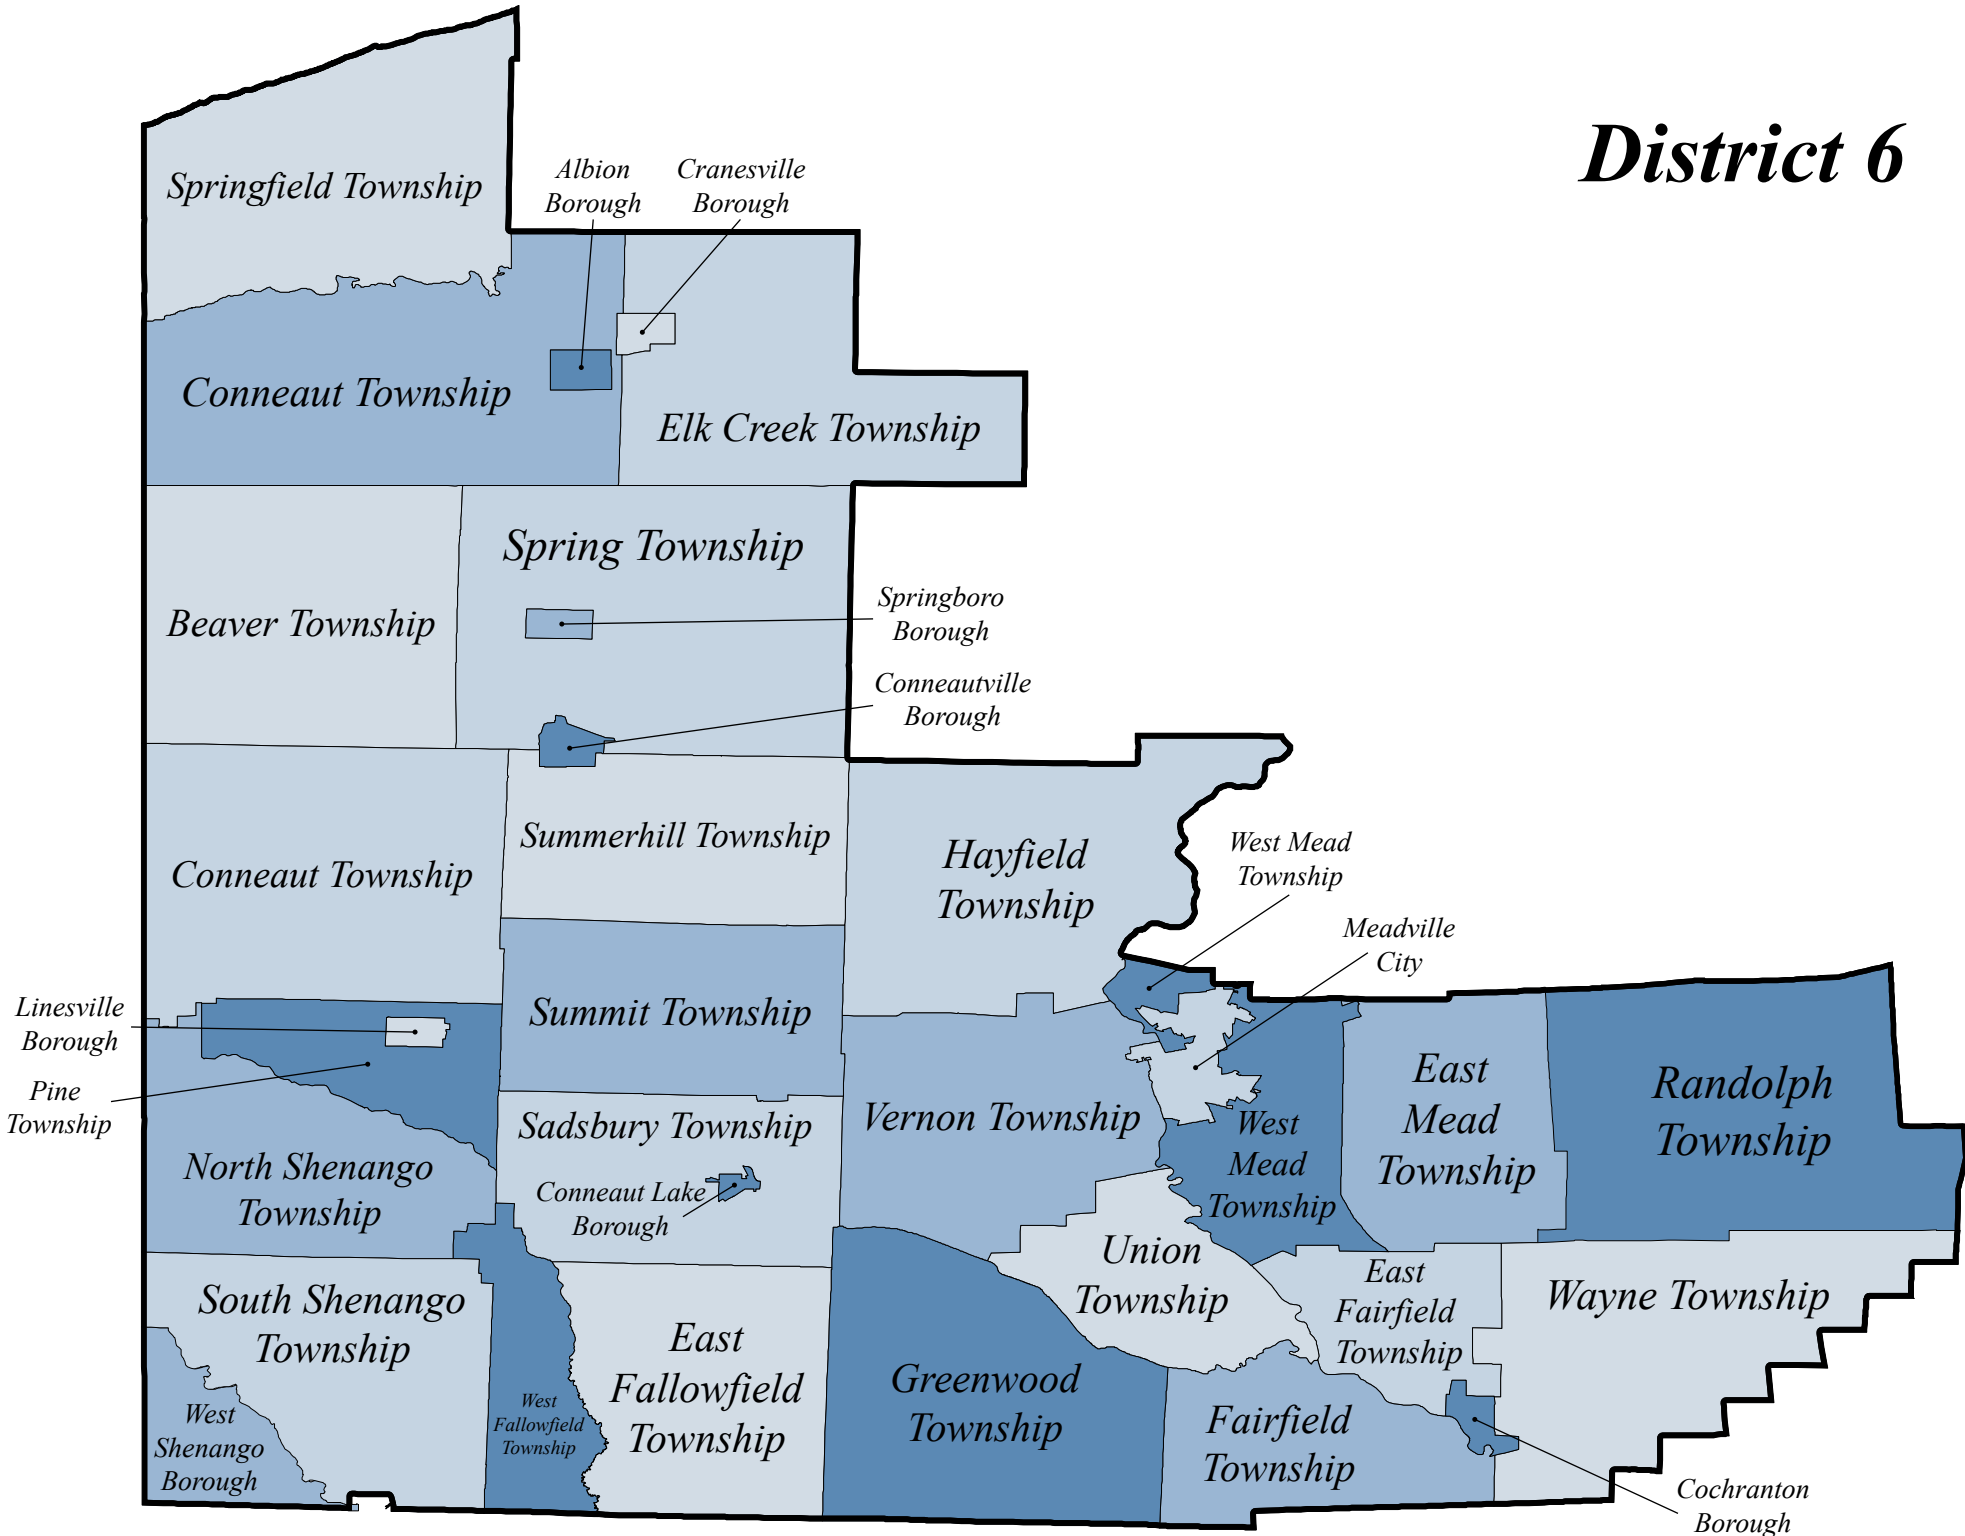 District 6
Springfield Township
Albion
Borough
Cranesville
Borough
Conneaut Township
Elk Creek Township
Spring Township
Beaver Township
Springboro
Borough
Conneautville
Borough
Summerhill Township
Conneaut Township
Hayfield
Township
West Mead
Township
Meadville
City
Linesville
Borough
Summit Township
Pine
Township
Vernon Township
East
Mead
Township
Randolph
Township
Sadsbury Township
West
Mead
Township
North Shenango
Township
Conneaut Lake
Borough
Union
Township
East
Fairfield
Township
Wayne Township
South Shenango
Township
East
Fallowfield
Township
Greenwood
Township
West
Fallowfield
Township
Fairfield
Township
West
Shenango
Borough
Cochranton
Borough